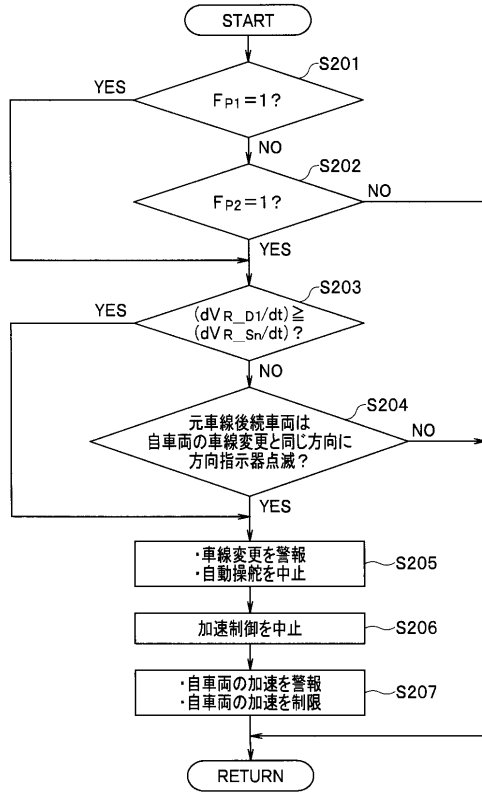 START
S201
YES
FP1=1?
NO
S202
NO
FP2=1?
YES
S203
YES
(dVR_D1/dt)≧
(dVR_Sn/dt)?
NO
S204
元車線後続車両は
自車両の車線変更と同じ方向に
方向指示器点滅?
NO
YES
・車線変更を警報
・自動操舵を中止
S205
加速制御を中止
S206
・自車両の加速を警報
・自車両の加速を制限
S207
RETURN